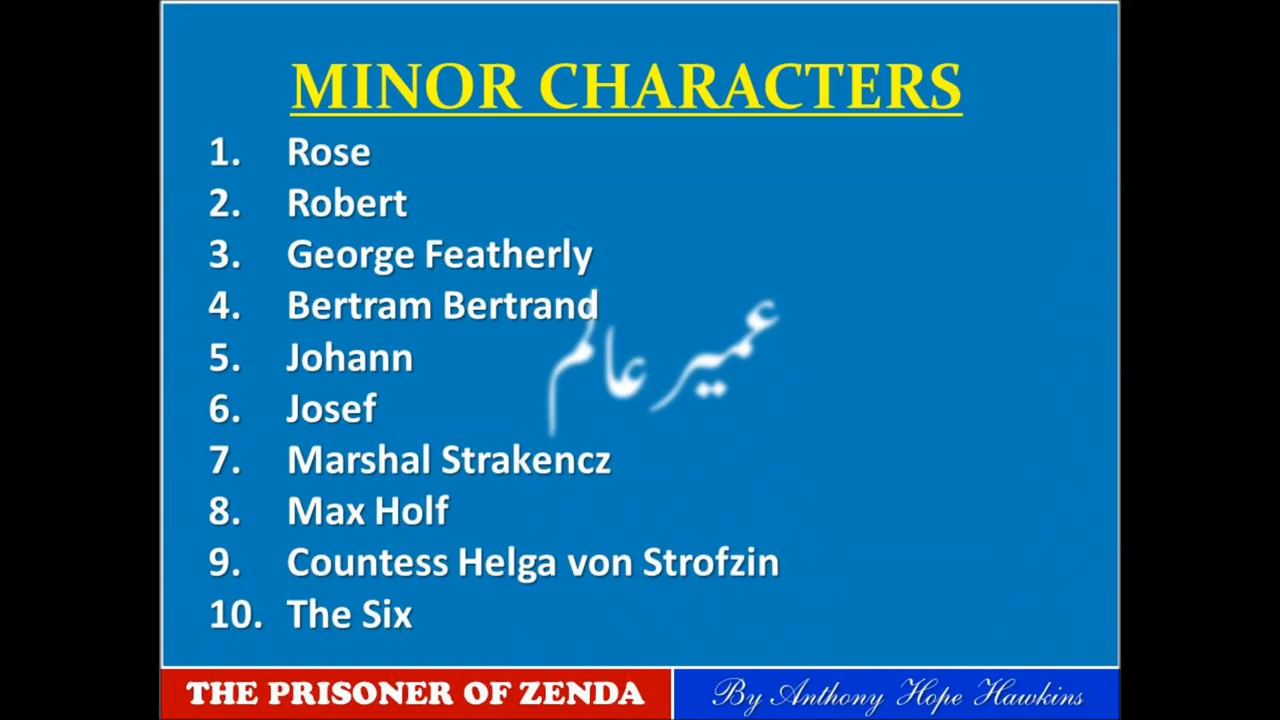 MINOR CHARACTERS
1. Rose
2. Robert
3. George Featherly
4. Bertram Bertrand
5. Johann
6. Josef
7. Marshal Strakencz
8. Max Holf
9. Countess Helga von Strofzin
10. The Six
عمیر عالم
THE PRISONER OF ZENDA
By Anthony Hope Hawkins